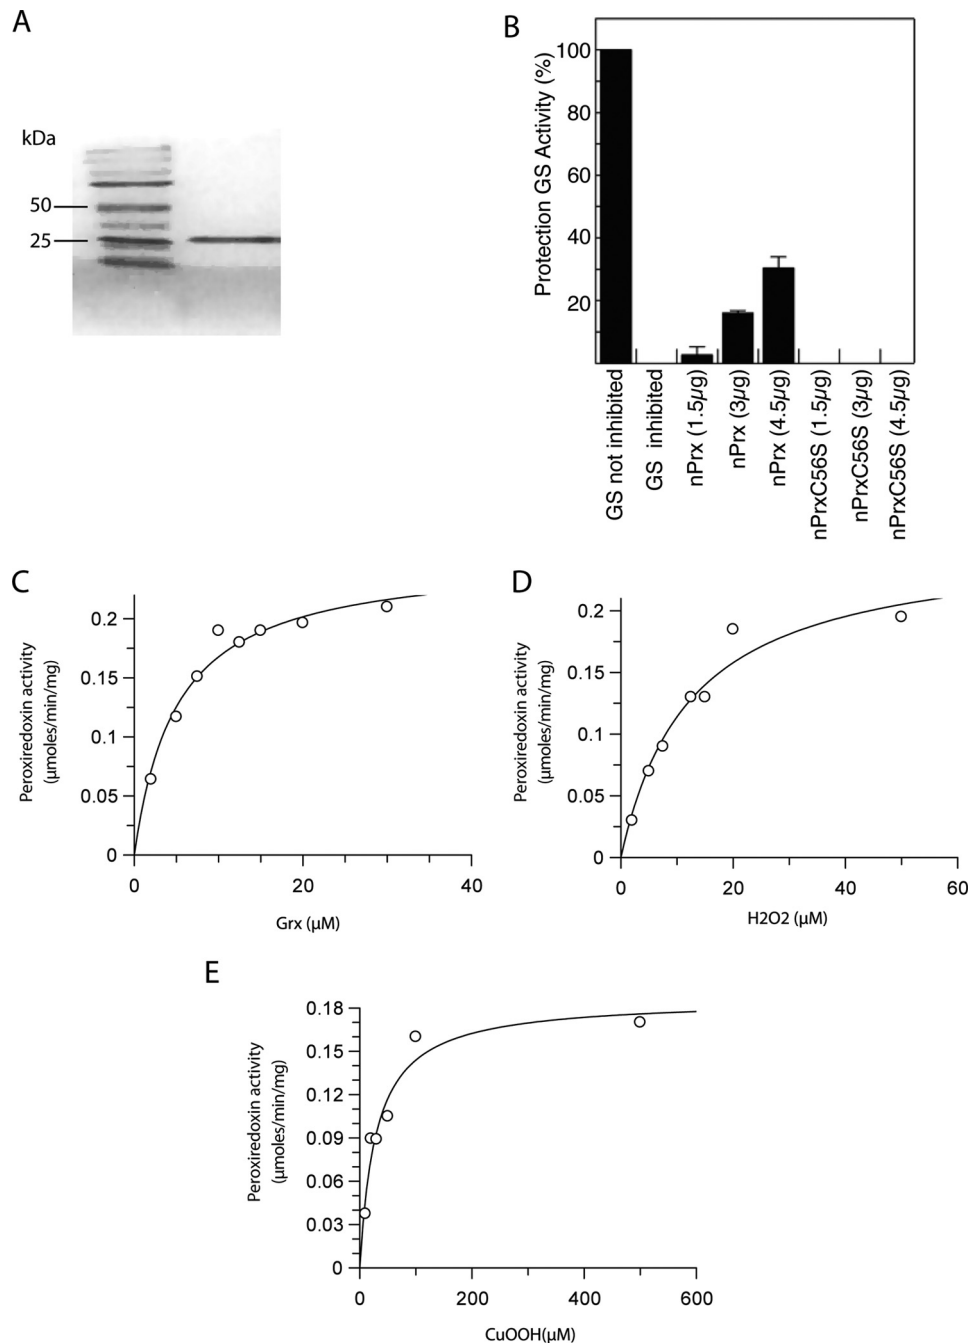 A
kDa
50
25
B
Protection GS Activity (%)
100
80
60
40
20
GS not inhibited
GS inhibited
nPrx (1.5µg)
nPrx (3µg)
nPrx (4.5µg)
nPrxC56S (1.5µg)
nPrxC56S (3µg)
nPrxC56S (4.5µg)
C
Peroxiredoxin activity
(µmoles/min/mg)
0.2
0.15
0.1
0.05
0
0
20
40
Grx (µM)
D
Peroxiredoxin activity
(µmoles/min/mg)
0.2
0.15
0.1
0.05
0
0
20
40
60
H2O2 (µM)
E
Peroxiredoxin activity
(µmoles/min/mg)
0.18
0.15
0.12
0.09
0.06
0.03
0
0
200
400
600
CuOOH(µM)